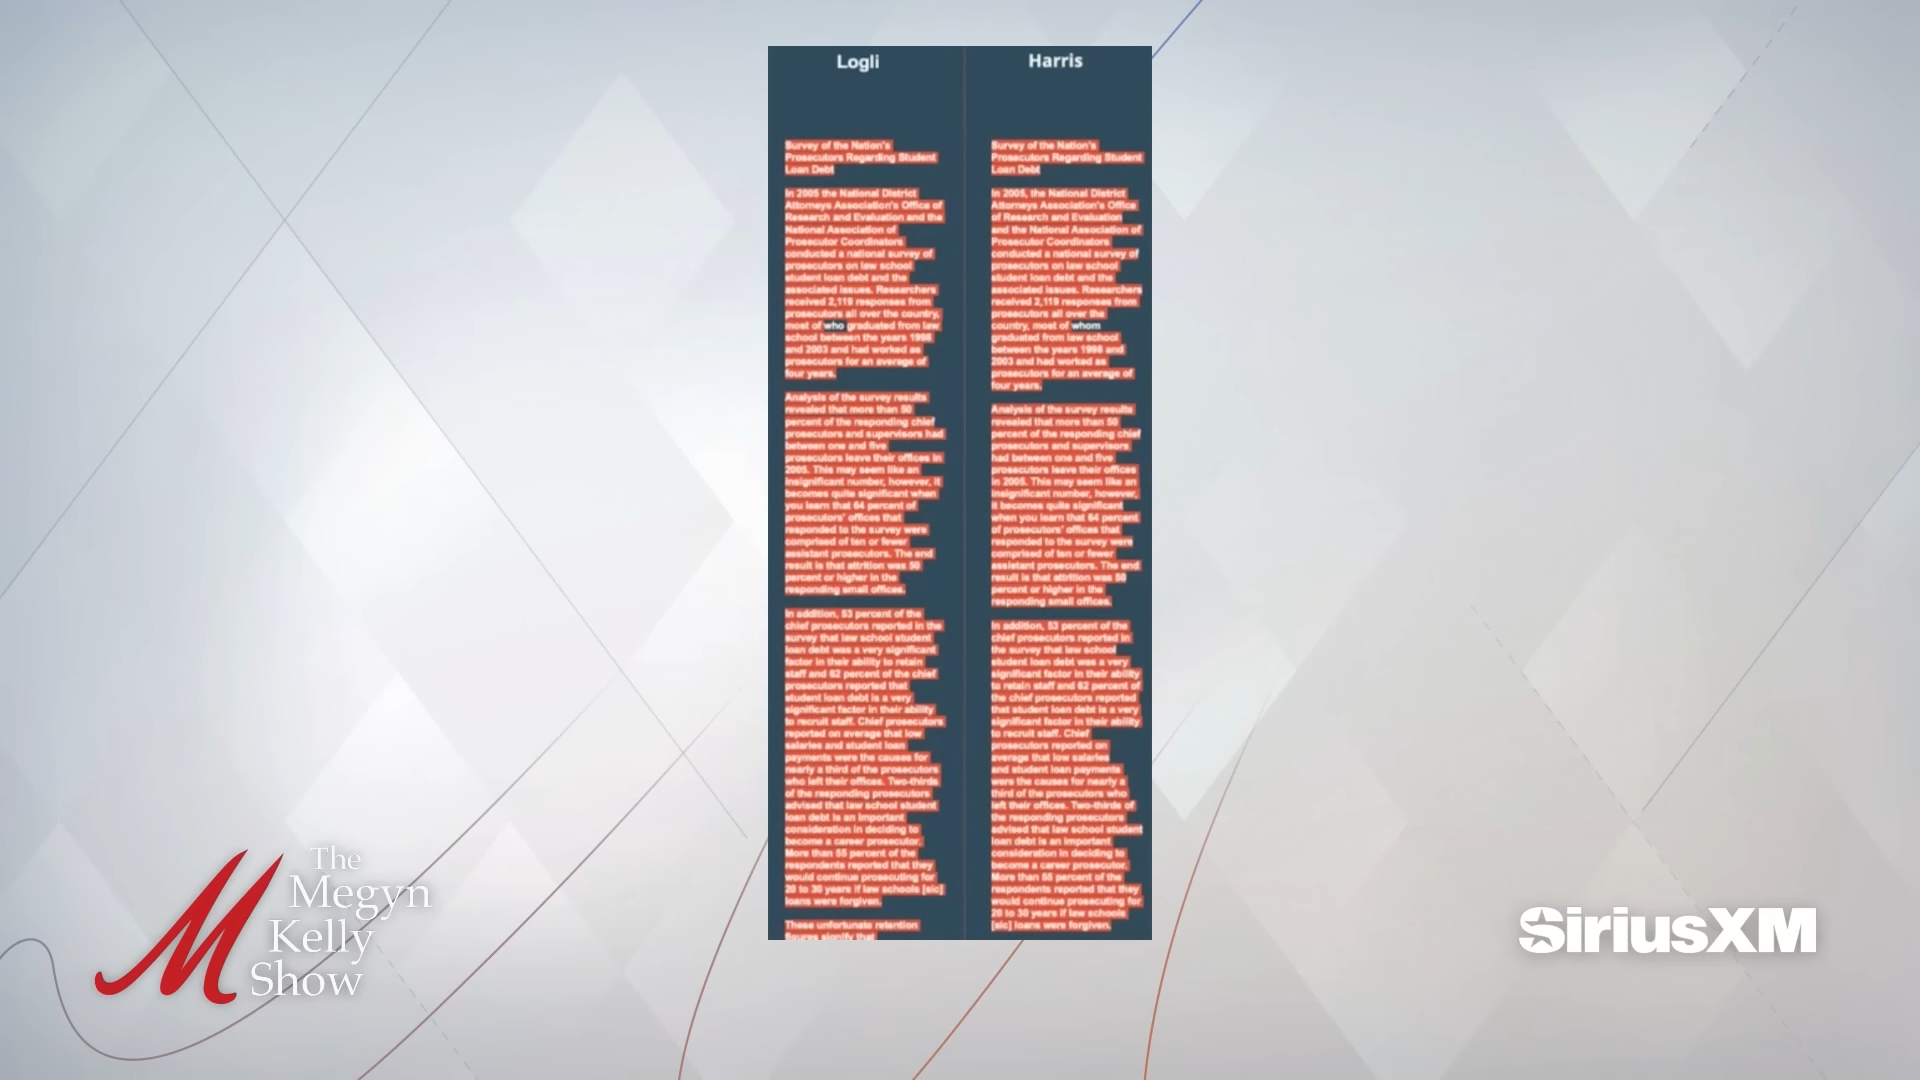 Logli
Survey of the Nation's
Prosecutors Regarding Student
Loan Debt
In 2005 the National District
Attorneys Association's Office of
Research and Evaluation and the
National Association of
Prosecutor Coordinators
conducted a national survey of
prosecutors on law school
student loan debt and the
associated issues. Researchers
received 2,119 responses from
prosecutors all over the country,
most of who graduated from law
school between the years 1998
and 2003 and had worked as
prosecutors for an average of
four years.
Analysis of the survey results
revealed that more than 50
percent of the responding chief
prosecutors and supervisors had
between one and five
prosecutors leave their offices in
2005. This may seem like an
insignificant number, however, it
becomes quite significant when
you learn that 64 percent of
prosecutors' offices that
responded to the survey were
comprised of ten or fewer
assistant prosecutors. The end
result is that attrition was 50
percent or higher in the
responding small offices.
In addition, 53 percent of the
chief prosecutors reported in the
survey that law school student
loan debt was a very significant
factor in their ability to retain
staff and 62 percent of the chief
prosecutors reported that
student loan debt is a very
significant factor in their ability
to recruit staff. Chief prosecutors
reported on average that low
salaries and student loan
payments were the causes for
nearly a third of the prosecutors
who left their offices. Two-thirds
of the responding prosecutors
advised that law school student
loan debt is an important
consideration in deciding to
become a career prosecutor.
More than 55 percent of the
respondents reported that they
would continue prosecuting for
20 to 30 years if law schools [sic]
loans were forgiven.
These unfortunate retention
figures signify that
Harris
Survey of the Nation's
Prosecutors Regarding Student
Loan Debt
In 2005, the National District
Attorneys Association's Office
of Research and Evaluation
and the National Association of
Prosecutor Coordinators
conducted a national survey of
prosecutors on law school
student loan debt and the
associated issues. Researchers
received 2,119 responses from
prosecutors all over the
country, most of whom
graduated from law school
between the years 1998 and
2003 and had worked as
prosecutors for an average of
four years.
Analysis of the survey results
revealed that more than 50
percent of the responding chief
prosecutors and supervisors
had between one and five
prosecutors leave their offices
in 2005. This may seem like an
insignificant number, however,
it becomes quite significant
when you learn that 64 percent
of prosecutors' offices that
responded to the survey were
comprised of ten or fewer
assistant prosecutors. The end
result is that attrition was 50
percent or higher in the
responding small offices.
In addition, 53 percent of the
chief prosecutors reported in
the survey that law school
student loan debt was a very
significant factor in their ability
to retain staff and 62 percent of
the chief prosecutors reported
that student loan debt is a very
significant factor in their ability
to recruit staff. Chief
prosecutors reported on
average that low salaries
and student loan payments
were the causes for nearly a
third of the prosecutors who
left their offices. Two-thirds of
the responding prosecutors
advised that law school student
loan debt is an important
consideration in deciding to
become a career prosecutor.
More than 55 percent of the
respondents reported that they
would continue prosecuting for
20 to 30 years if law schools
[sic] loans were forgiven.
The
Megyn
Kelly
Show
SiriusXM